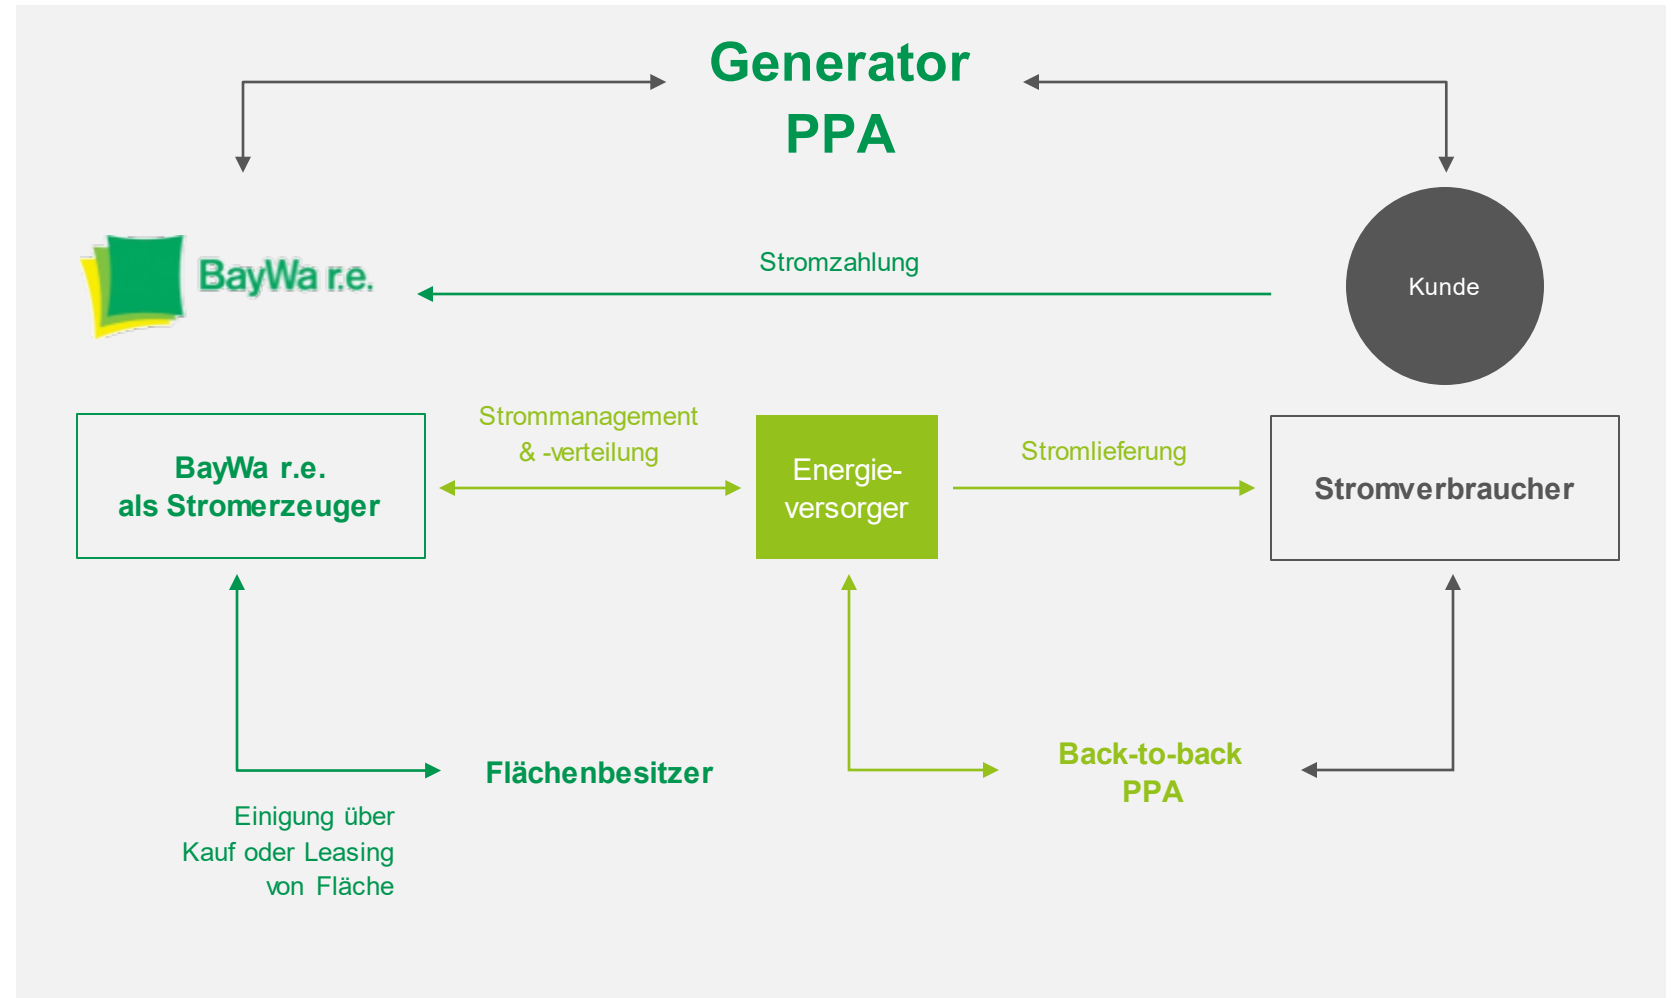 Generator
PPA
BayWa r.e.
Stromzahlung
Kunde
BayWa r.e.
als Stromerzeuger
Strommanagement
& -verteilung
Energie-
versorger
Stromlieferung
Stromverbraucher
Flächenbesitzer
Back-to-back
PPA
Einigung über
Kauf oder Leasing
von Fläche